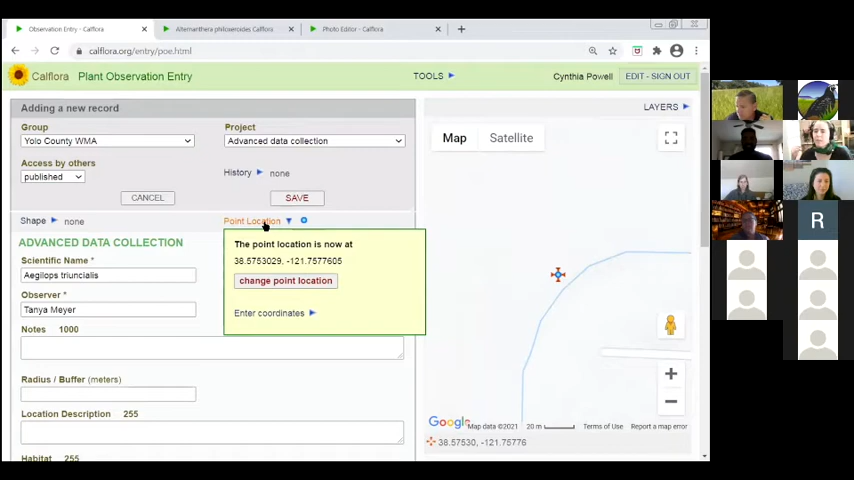 Observation Entry - Calflora
Alternanthera philoxeroides Calflora
Photo Editor - Calflora
calflora.org/entry/poe.html
Calflora
Plant Observation Entry
TOOLS
Cynthia Powell
EDIT - SIGN OUT
Adding a new record
LAYERS
Group
Project
Yolo County WMA
Advanced data collection
Map
Satellite
Access by others
published
History
none
CANCEL
SAVE
Shape
none
Point Location
R
ADVANCED DATA COLLECTION
The point location is now at
38.5753029, -121.7577605
Scientific Name *
change point location
Aegilops triuncialis
Observer *
Tanya Meyer
Enter coordinates
Notes 1000
Radius / Buffer (meters)
Location Description 255
Google
Map data ©2021
20 m
Terms of Use
Report a map error
38.57530, -121.75776
Habitat 255